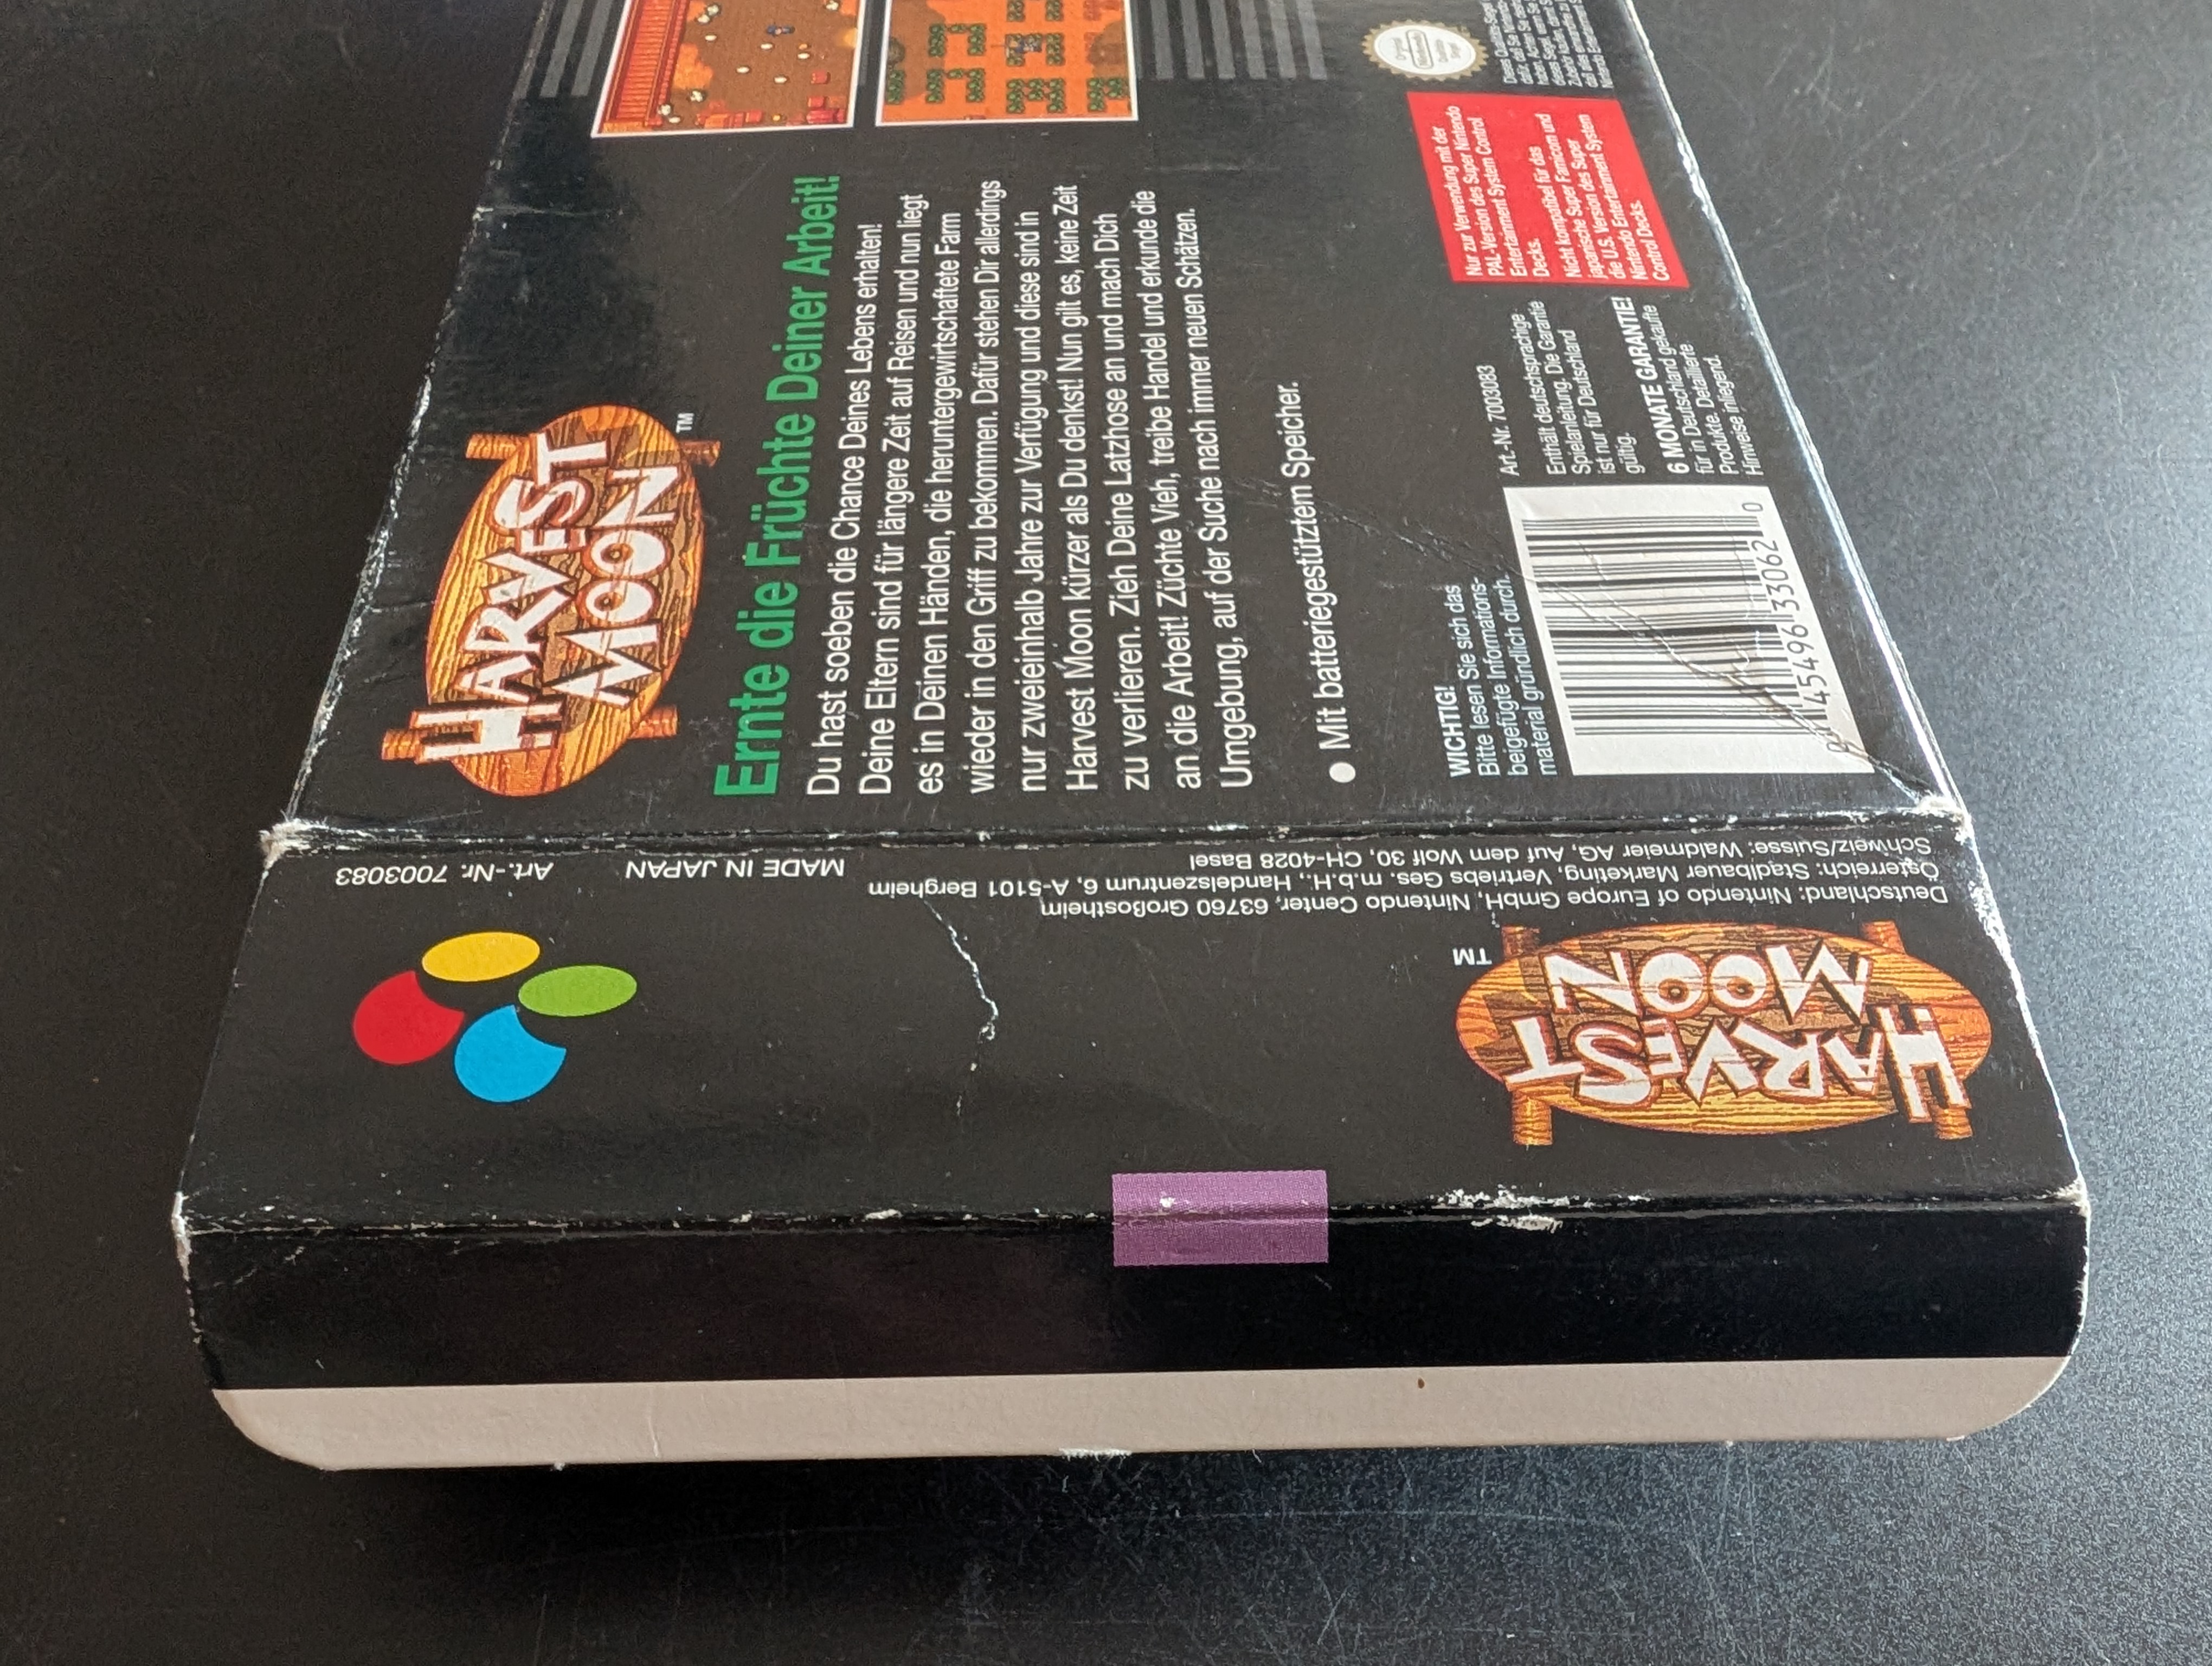 HARVEST
MOON
TM
Ernte die Früchte Deiner Arbeit!
Du hast soeben die Chance Deines Lebens erhalten!
Deine Eltern sind für längere Zeit auf Reisen und nun liegt
es in Deinen Händen, die heruntergewirtschaftete Farm
wieder in den Griff zu bekommen. Dafür stehen Dir allerdings
nur zweieinhalb Jahre zur Verfügung und diese sind in
Harvest Moon kürzer als Du denkst! Nun gilt es, keine Zeit
zu verlieren. Zieh Deine Latzhose an und mach Dich
an die Arbeit! Züchte Vieh, treibe Handel und erkunde die
Umgebung, auf der Suche nach immer neuen Schätzen.
● Mit batteriegestütztem Speicher.
WICHTIG!
Bitte lesen Sie sich das
beigefügte Informations-
material gründlich durch.
0 45496 33062 0
Art.-Nr. 7003083
Enthält deutschsprachige
Spielanleitung. Die Garantie
ist nur für Deutschland
gültig.
6 MONATE GARANTIE!
für in Deutschland gekaufte
Produkte. Detaillierte
Hinweise inliegend.
Nur zur Verwendung mit der
PAL-Version des Super Nintendo
Entertainment System Control
Decks.
Nicht kompatibel für das
japanische Super Famicom und
die U.S. Version des Super
Nintendo Entertainment System
Control Decks.
Original
Nintendo
Seal
Dieses
Deutschland: Nintendo of Europe GmbH, Nintendo Center, 63760 Großostheim
Österreich: Stadlbauer Marketing, Vertriebs Ges. m.b.H., Handelszentrum 6, A-5101 Bergheim
Schweiz/Suisse: Waldmeier AG, Auf dem Wolf 30, CH-4028 Basel
MADE IN JAPAN
Art.-Nr. 7003083
HARVEST
MOON
TM